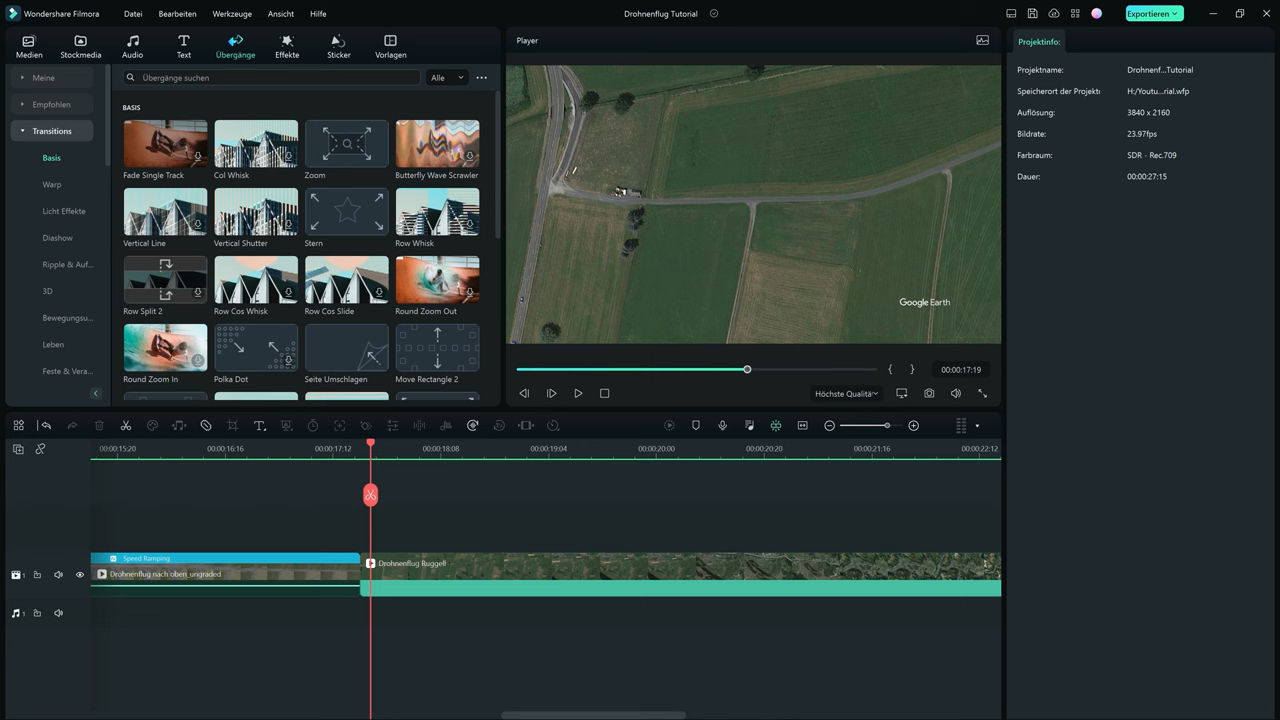 Wondershare Filmora
Datei
Bearbeiten
Werkzeuge
Ansicht
Hilfe
Drohnenflug Tutorial
Exportieren
Medien
Stockmedia
Audio
Text
Übergänge
Effekte
Sticker
Vorlagen
Meine
Empfohlen
Transitions
Basis
Warp
Licht Effekte
Diashow
Ripple & Auf...
3D
Bewegungsu...
Leben
Feste & Vera...
Übergänge suchen
Alle
BASIS
Fade Single Track
Col Whisk
Zoom
Butterfly Wave Scrawler
Vertical Line
Vertical Shutter
Stern
Row Whisk
Row Split 2
Row Cos Whisk
Row Cos Slide
Round Zoom Out
Round Zoom In
Polka Dot
Seite Umschlagen
Move Rectangle 2
Player
Google Earth
00:00:17:19
Höchste Qualitä
Projektinfo:
Projektname: Drohnenf...Tutorial
Speicherort der Projekte H:/Youtu...rial.wfp
Auflösung: 3840 x 2160
Bildrate: 23.97fps
Farbraum: SDR - Rec.709
Dauer: 00:00:27:15
00:00:15:20 00:00:16:16 00:00:17:12 00:00:18:08 00:00:19:04 00:00:20:00 00:00:20:20 00:00:21:16 00:00:22:12
Speed Ramping
Drohnenflug nach oben_ungraded
Drohnenflug Ruggell
1
1